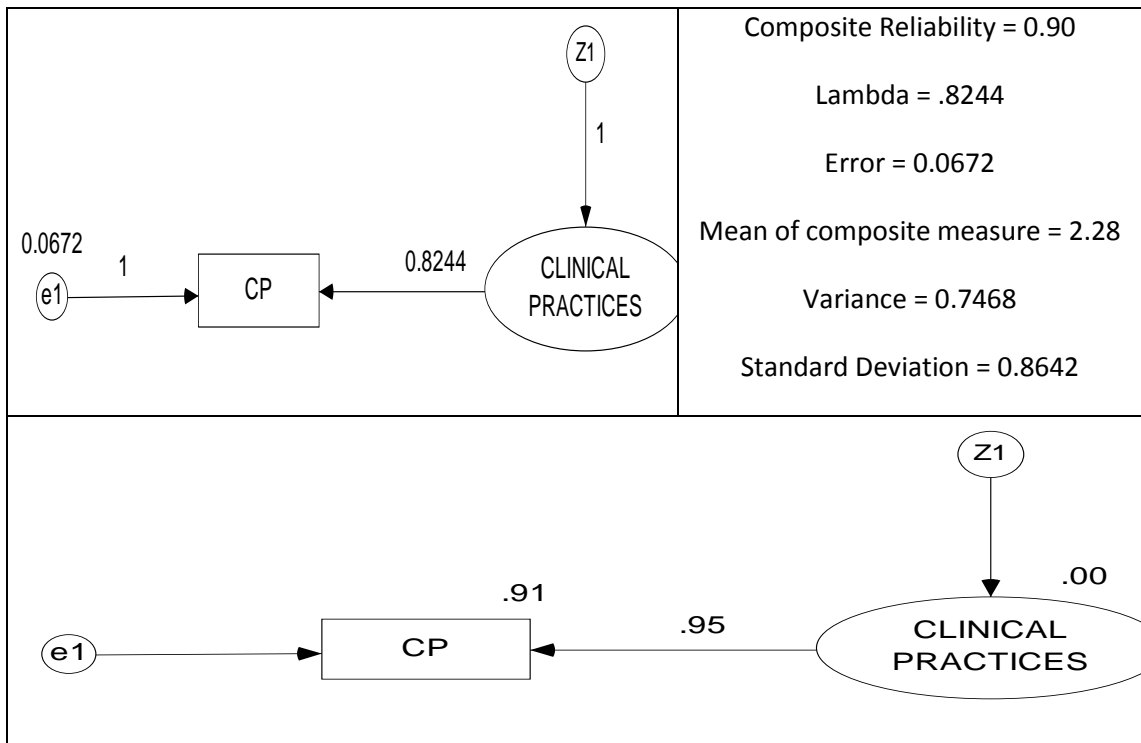 Z1
1
0.0672
1
e1
CP
0.8244
CLINICAL
PRACTICES
Composite Reliability = 0.90
Lambda = .8244
Error = 0.0672
Mean of composite measure = 2.28
Variance = 0.7468
Standard Deviation = 0.8642
Z1
.00
.91
.95
e1
CP
CLINICAL
PRACTICES